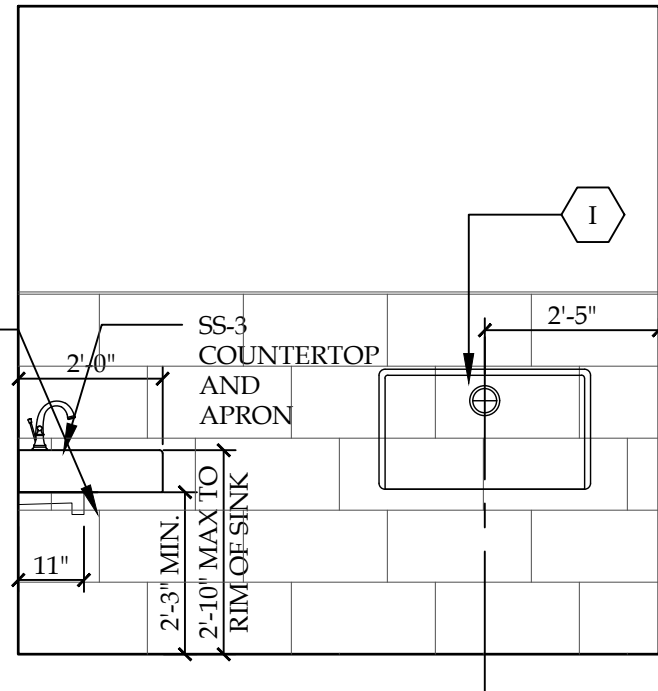 I
2'-5"
SS-3
COUNTERTOP
AND
APRON
2'-0"
11"
2'-3" MIN.
2'-10" MAX TO
RIM OF SINK